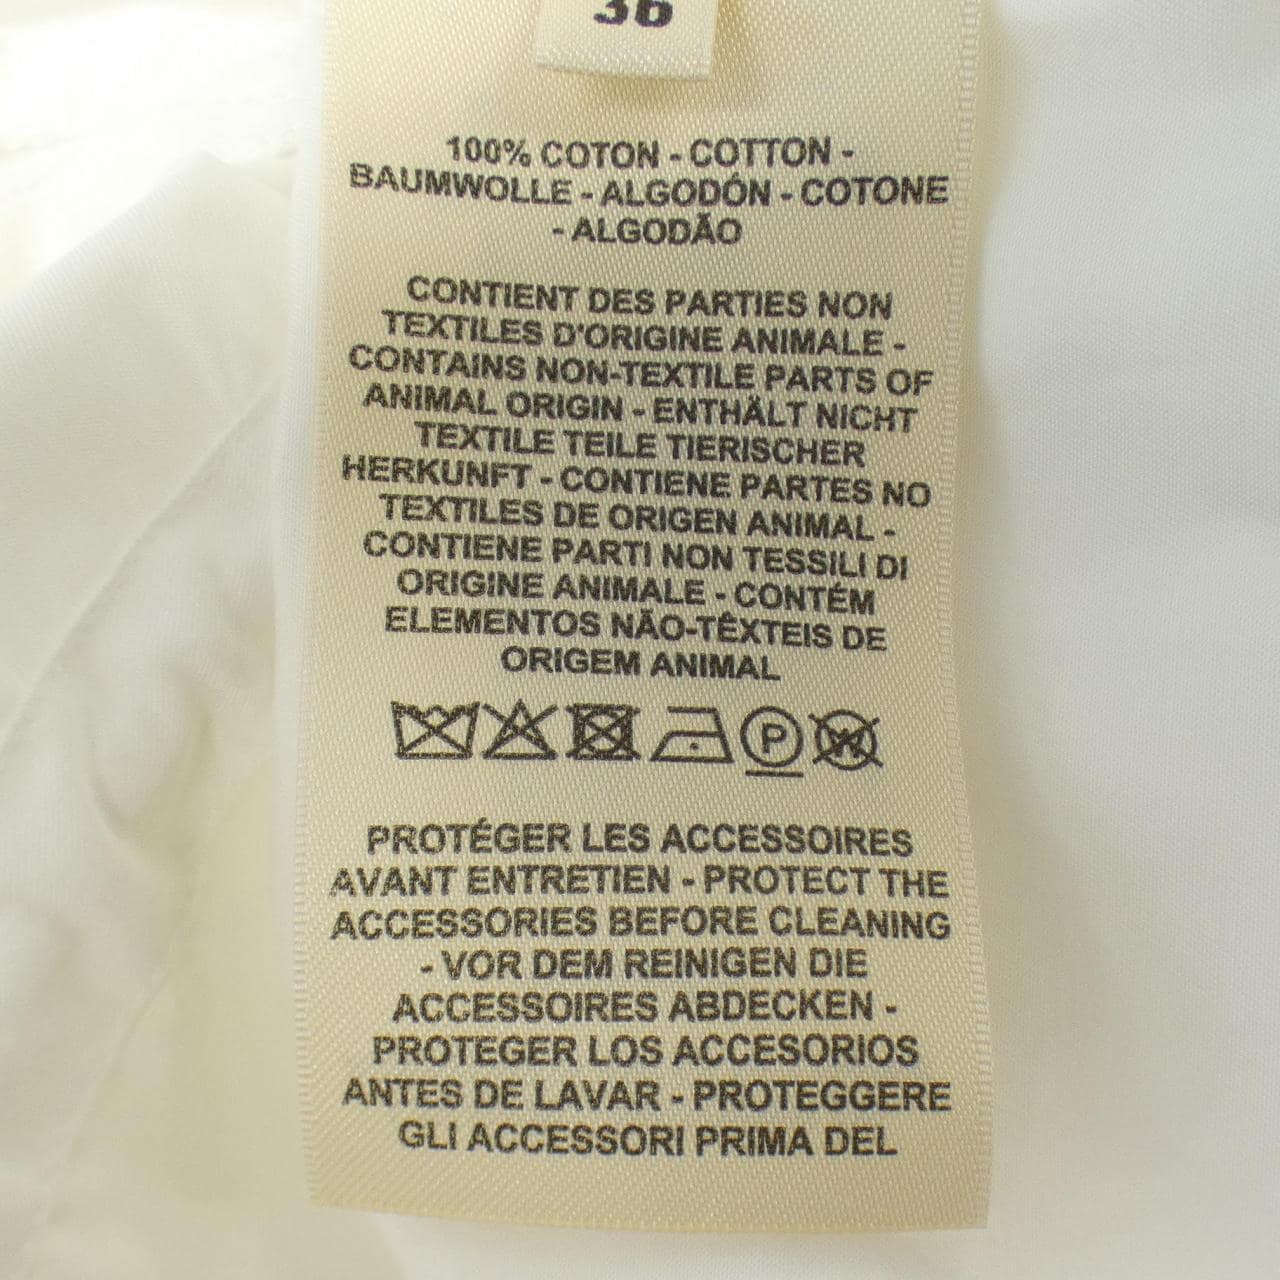 36
100% COTON - COTTON -
BAUMWOLLE - ALGODÓN - COTONE
- ALGODÃO
CONTIENT DES PARTIES NON
TEXTILES D'ORIGINE ANIMALE -
CONTAINS NON-TEXTILE PARTS OF
ANIMAL ORIGIN - ENTHÄLT NICHT
TEXTILE TEILE TIERISCHER
HERKUNFT - CONTIENE PARTES NO
TEXTILES DE ORIGEN ANIMAL -
CONTIENE PARTI NON TESSILI DI
ORIGINE ANIMALE - CONTÉM
ELEMENTOS NÃO-TÊXTEIS DE
ORIGEM ANIMAL
P W
PROTÉGER LES ACCESSOIRES
AVANT ENTRETIEN - PROTECT THE
ACCESSORIES BEFORE CLEANING
- VOR DEM REINIGEN DIE
ACCESSOIRES ABDECKEN -
PROTEGER LOS ACCESORIOS
ANTES DE LAVAR - PROTEGGERE
GLI ACCESSORI PRIMA DEL